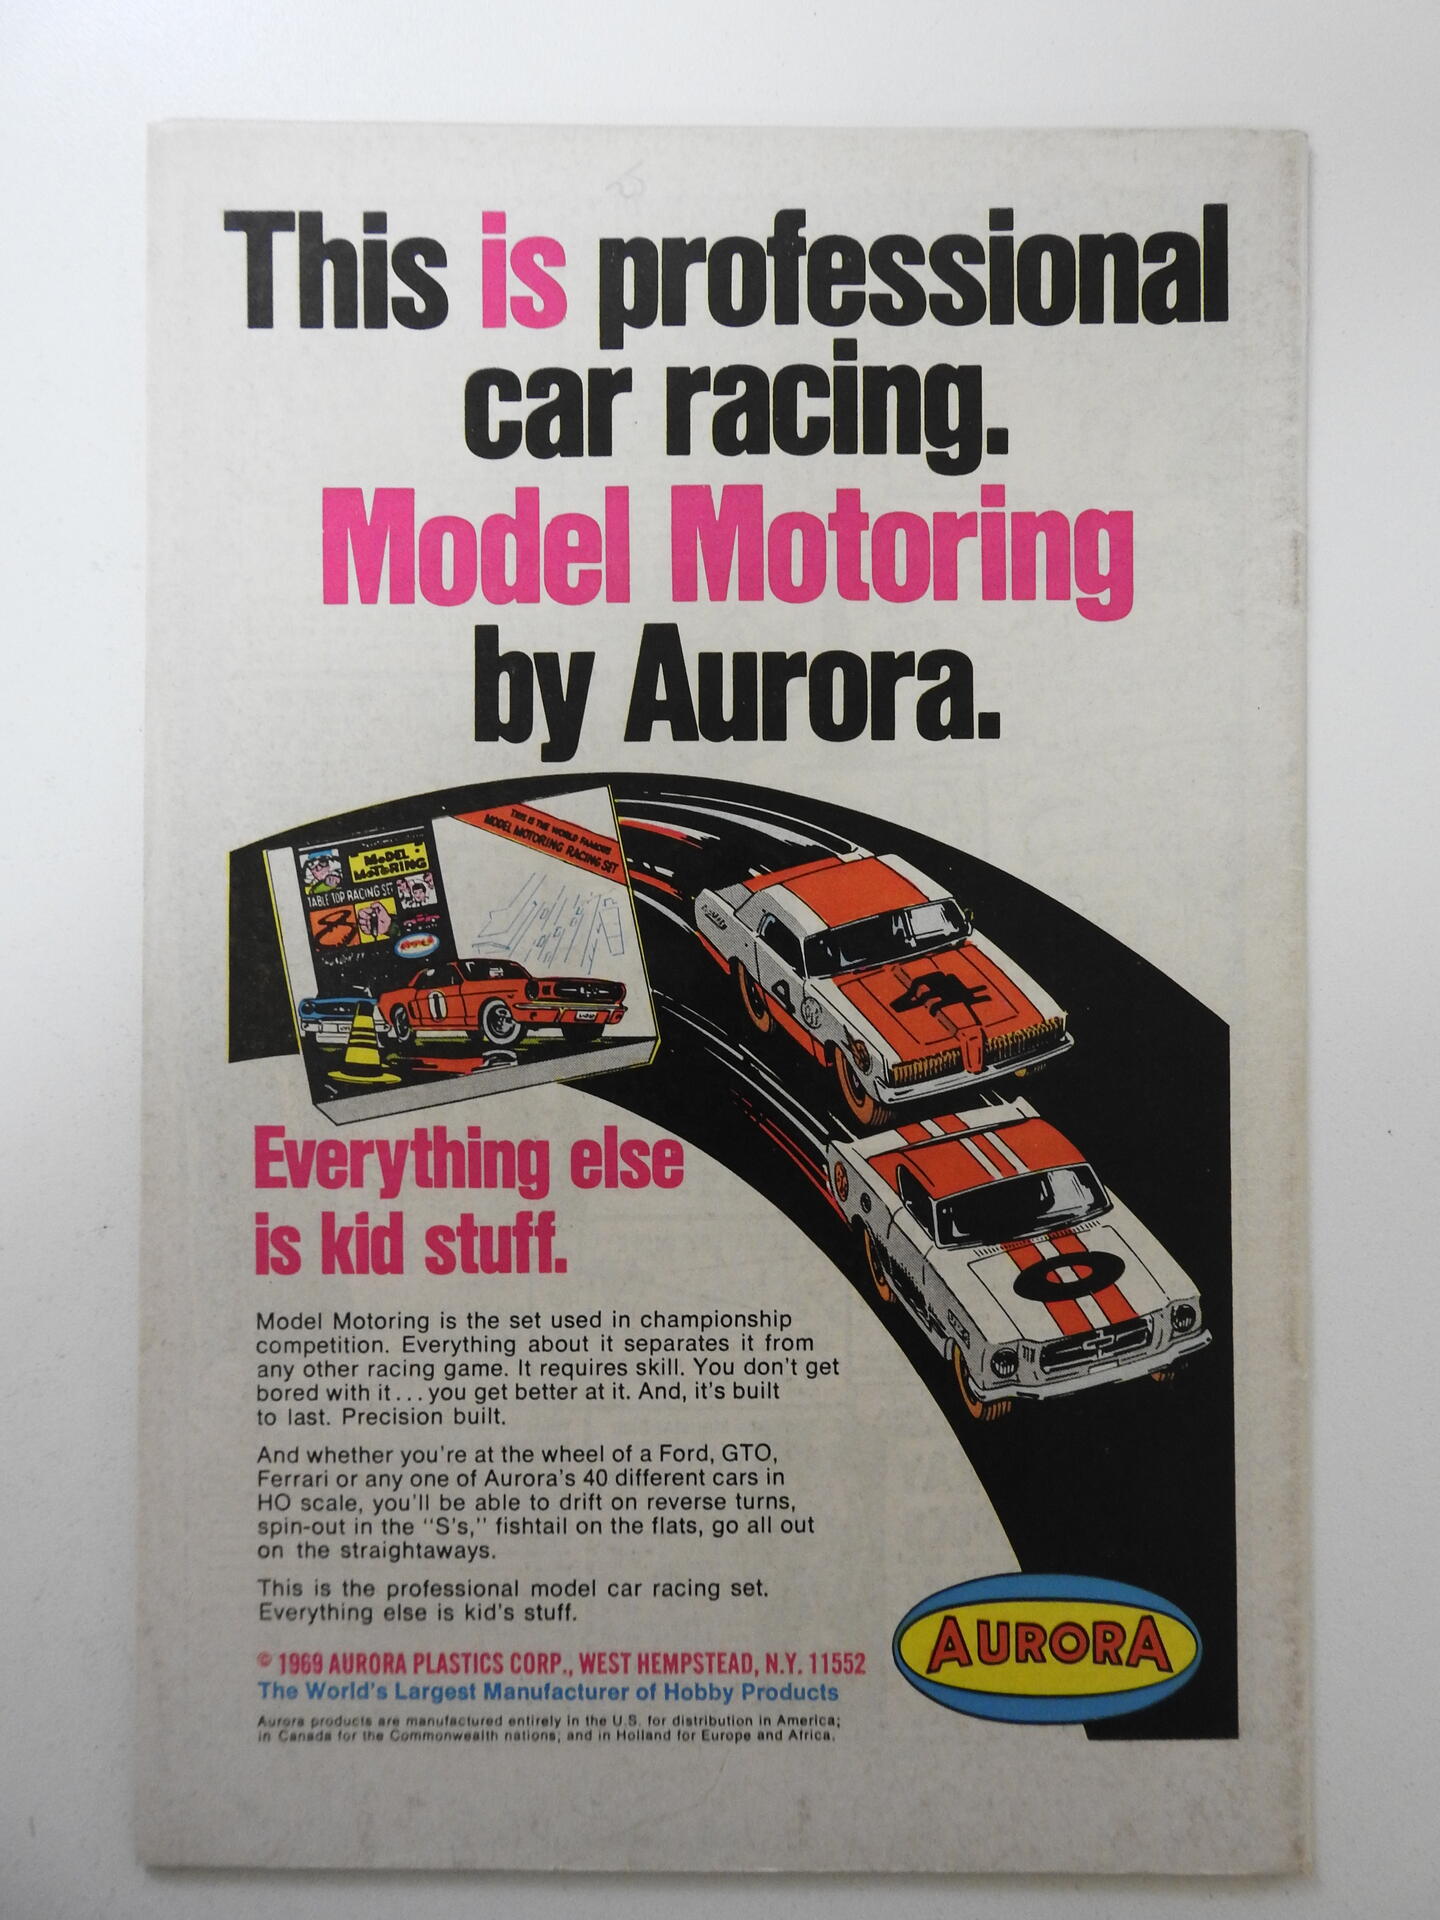 This is professional
car racing.
Model Motoring
by Aurora.
THIS IS THE WORLD FAMOUS
MODEL MOTORING RACING SET
MODEL
MOTORING
TABLE TOP RACING SET
4
4
0
Everything else
is kid stuff.
Model Motoring is the set used in championship
competition. Everything about it separates it from
any other racing game. It requires skill. You don't get
bored with it...you get better at it. And, it's built
to last. Precision built.
And whether you're at the wheel of a Ford, GTO,
Ferrari or any one of Aurora's 40 different cars in
HO scale, you'll be able to drift on reverse turns,
spin-out in the "S's," fishtail on the flats, go all out
on the straightaways.
This is the professional model car racing set.
Everything else is kid's stuff.
© 1969 AURORA PLASTICS CORP., WEST HEMPSTEAD, N.Y. 11552
The World's Largest Manufacturer of Hobby Products
Aurora products are manufactured entirely in the U.S. for distribution in America;
in Canada for the Commonwealth nations; and in Holland for Europe and Africa.
AURORA